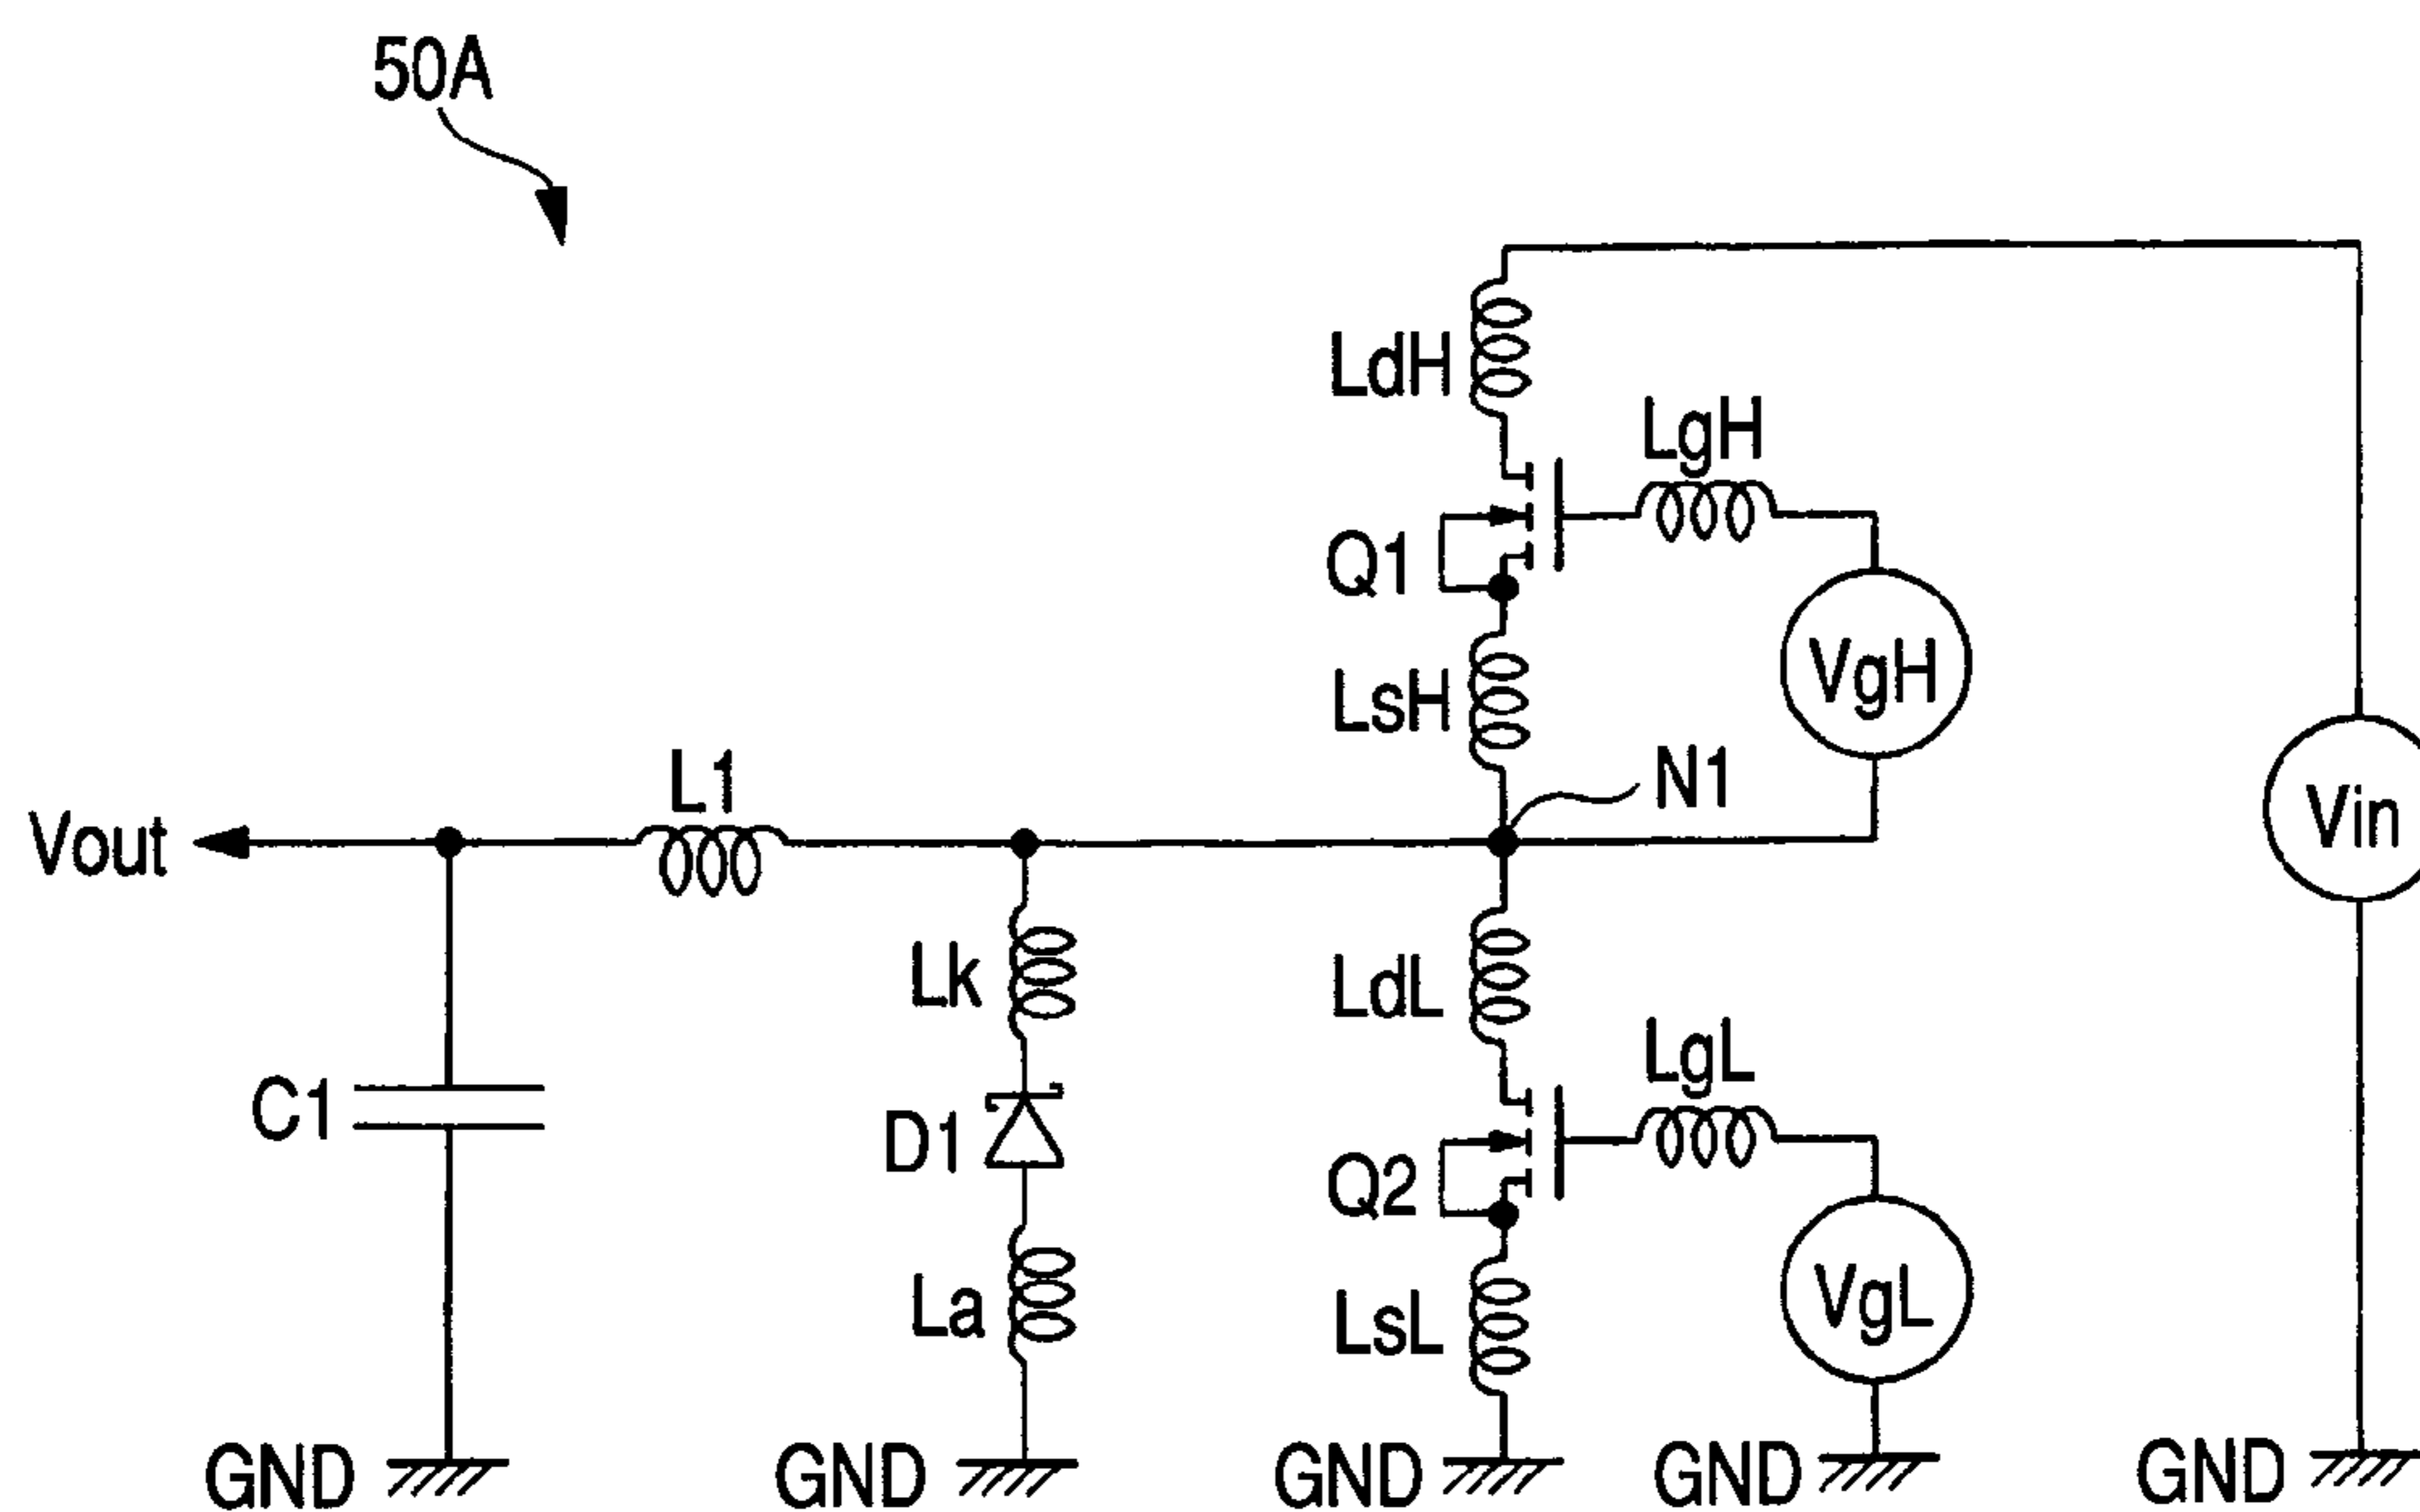 50A
LdH
LgH
Q1
VgH
LsH
N1
L1
Vin
Vout
Lk
LdL
LgL
C1
D1
Q2
VgL
La
LsL
GND
GND
GND
GND
GND